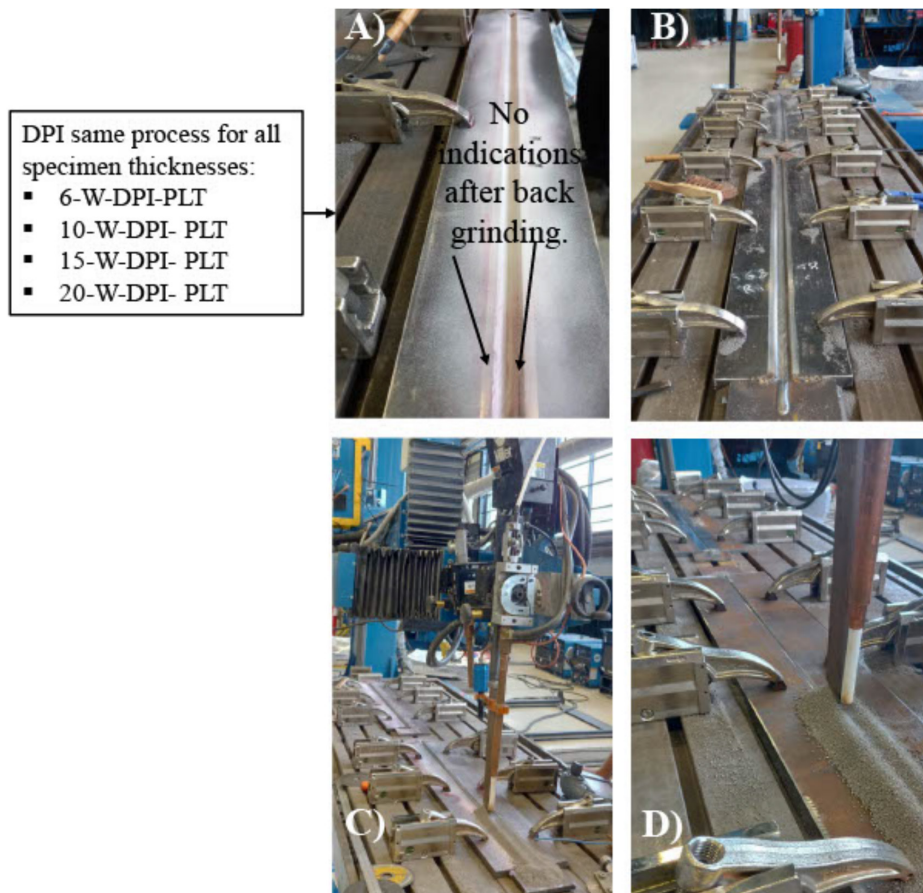 A)
B)
DPI same process for all
specimen thicknesses:
▪ 6-W-DPI-PLT
▪ 10-W-DPI- PLT
▪ 15-W-DPI- PLT
▪ 20-W-DPI- PLT
No
indications
after back
grinding.
C)
D)